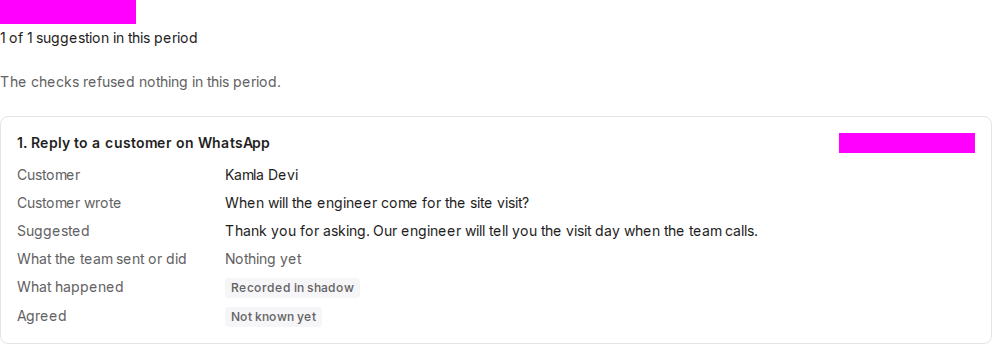 1 of 1 suggestion in this period
The checks refused nothing in this period.
1. Reply to a customer on WhatsApp
Customer Kamla Devi
Customer wrote When will the engineer come for the site visit?
Suggested Thank you for asking. Our engineer will tell you the visit day when the team calls.
What the team sent or did Nothing yet
What happened Recorded in shadow
Agreed Not known yet